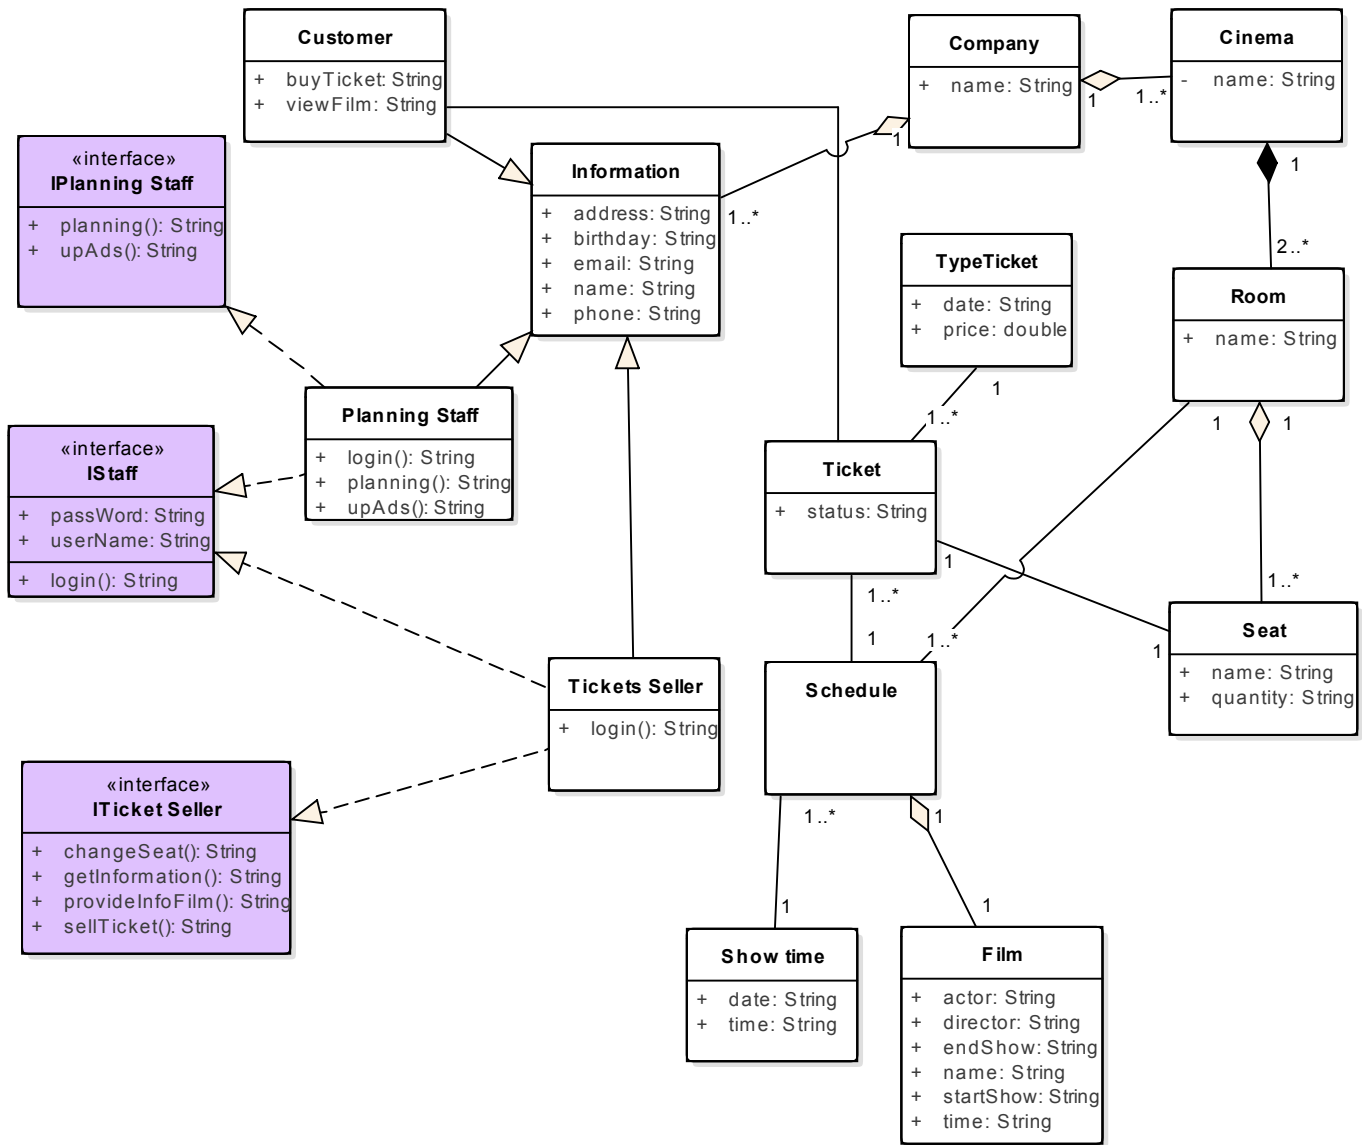 Customer
+ buyTicket: String
+ viewFilm: String
Company
+ name: String
Cinema
- name: String
1
1..*
1
1
1..*
2..*
«interface»
IPlanning Staff
+ planning(): String
+ upAds(): String
Information
+ address: String
+ birthday: String
+ email: String
+ name: String
+ phone: String
TypeTicket
+ date: String
+ price: double
Room
+ name: String
1
1..*
1
1
Planning Staff
+ login(): String
+ planning(): String
+ upAds(): String
«interface»
IStaff
+ passWord: String
+ userName: String
+ login(): String
Ticket
+ status: String
1
1..*
1..*
1
1..*
1
Seat
+ name: String
+ quantity: String
Tickets Seller
+ login(): String
Schedule
«interface»
ITicket Seller
+ changeSeat(): String
+ getInformation(): String
+ provideInfoFilm(): String
+ sellTicket(): String
1..*
1
1
1
Show time
+ date: String
+ time: String
Film
+ actor: String
+ director: String
+ endShow: String
+ name: String
+ startShow: String
+ time: String